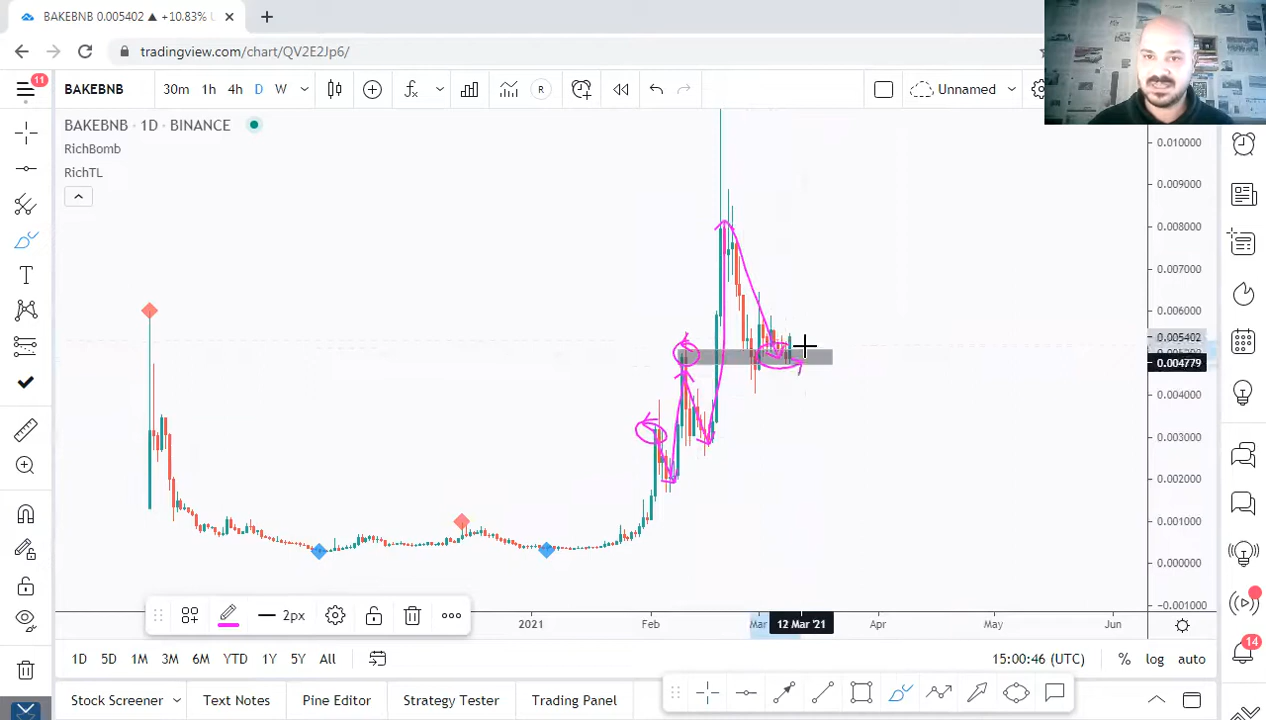 BAKEBNB 0.005402 ▲ +10.83%
tradingview.com/chart/QV2E2Jp6/
11
BAKEBNB
30m 1h 4h D W
R
Unnamed
BAKEBNB · 1D · BINANCE
RichBomb
RichTL
0.010000
0.009000
0.008000
0.007000
0.006000
0.005402
0.004779
0.004000
0.003000
0.002000
0.001000
0.000000
−0.001000
T
2px
2021 Feb Mar 12 Mar '21 Apr May Jun
1D 5D 1M 3M 6M YTD 1Y 5Y All
15:00:46 (UTC) % log auto
14
Stock Screener Text Notes Pine Editor Strategy Tester Trading Panel